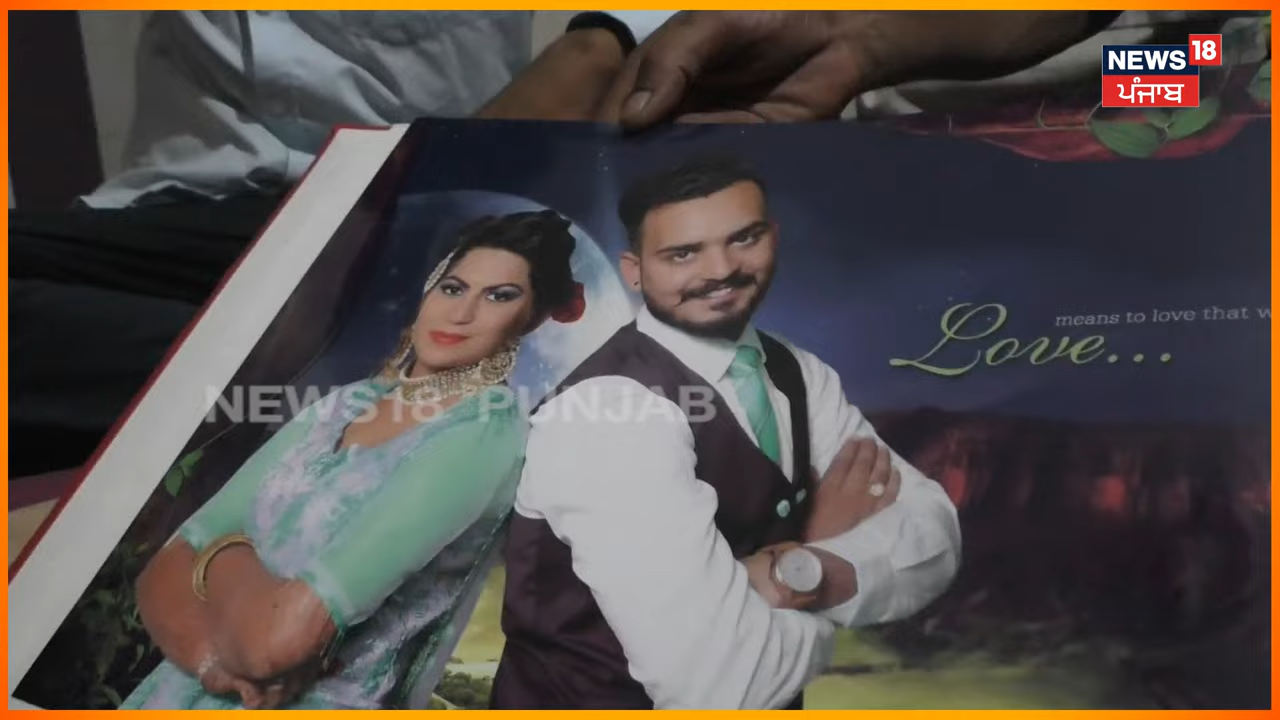 NEWS 18
ਪੰਜਾਬ
means to love that w
Love...
NEWS18 PUNJAB